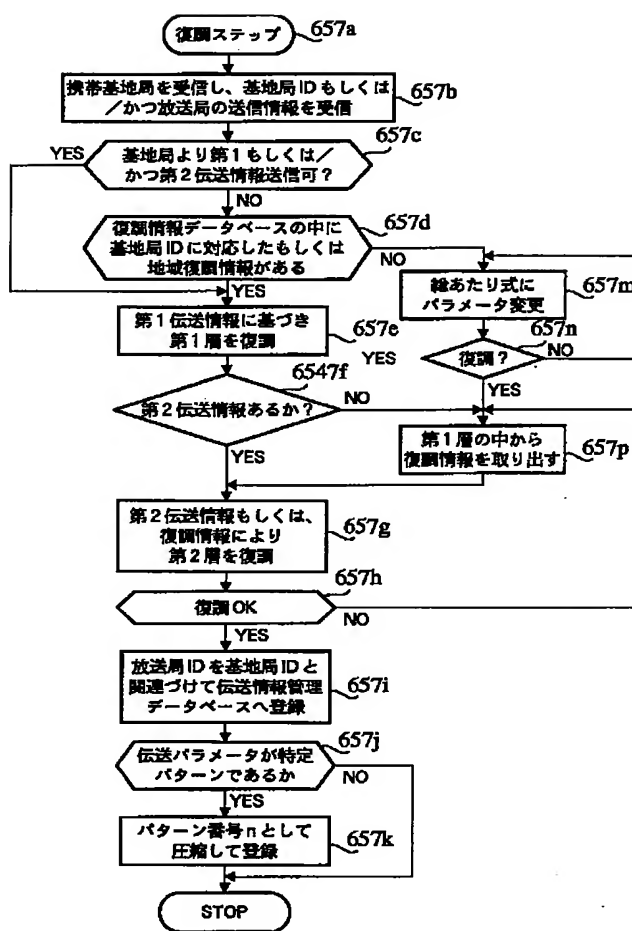 復調ステップ
657a
携帯基地局を受信し、基地局IDもしくは
／かつ放送局の送信情報を受信
657b
657c
YES
基地局より第1もしくは／
かつ第2伝送情報送信可?
NO
657d
復調情報データベースの中に
基地局IDに対応したもしくは
地域復調情報がある
NO
YES
総あたり式に
パラメータ変更
657m
第1伝送情報に基づき
第1層を復調
657e
657n
YES
復調?
NO
YES
6547f
第2伝送情報あるか?
NO
YES
第1層の中から
復調情報を取り出す
657p
第2伝送情報もしくは、
復調情報により
第2層を復調
657g
657h
復調OK
NO
YES
放送局IDを基地局IDと
関連づけて伝送情報管理
データベースへ登録
657i
657j
伝送パラメータが特定
パターンであるか
NO
YES
パターン番号nとして
圧縮して登録
657k
STOP